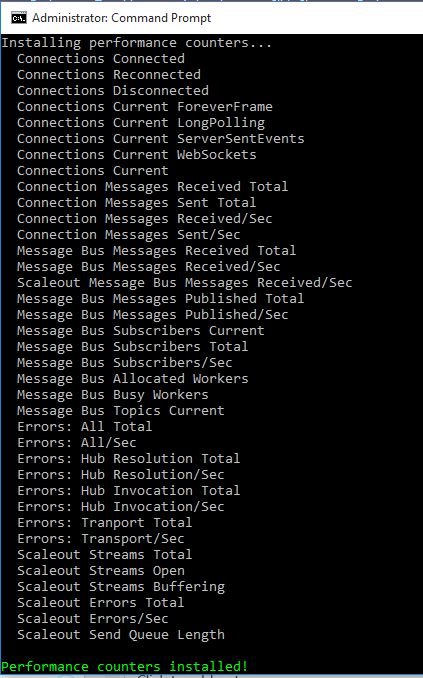 Administrator: Command Prompt
Installing performance counters...
Connections Connected
Connections Reconnected
Connections Disconnected
Connections Current ForeverFrame
Connections Current LongPolling
Connections Current ServerSentEvents
Connections Current WebSockets
Connections Current
Connection Messages Received Total
Connection Messages Sent Total
Connection Messages Received/Sec
Connection Messages Sent/Sec
Message Bus Messages Received Total
Message Bus Messages Received/Sec
Scaleout Message Bus Messages Received/Sec
Message Bus Messages Published Total
Message Bus Messages Published/Sec
Message Bus Subscribers Current
Message Bus Subscribers Total
Message Bus Subscribers/Sec
Message Bus Allocated Workers
Message Bus Busy Workers
Message Bus Topics Current
Errors: All Total
Errors: All/Sec
Errors: Hub Resolution Total
Errors: Hub Resolution/Sec
Errors: Hub Invocation Total
Errors: Hub Invocation/Sec
Errors: Tranport Total
Errors: Transport/Sec
Scaleout Streams Total
Scaleout Streams Open
Scaleout Streams Buffering
Scaleout Errors Total
Scaleout Errors/Sec
Scaleout Send Queue Length
Performance counters installed!